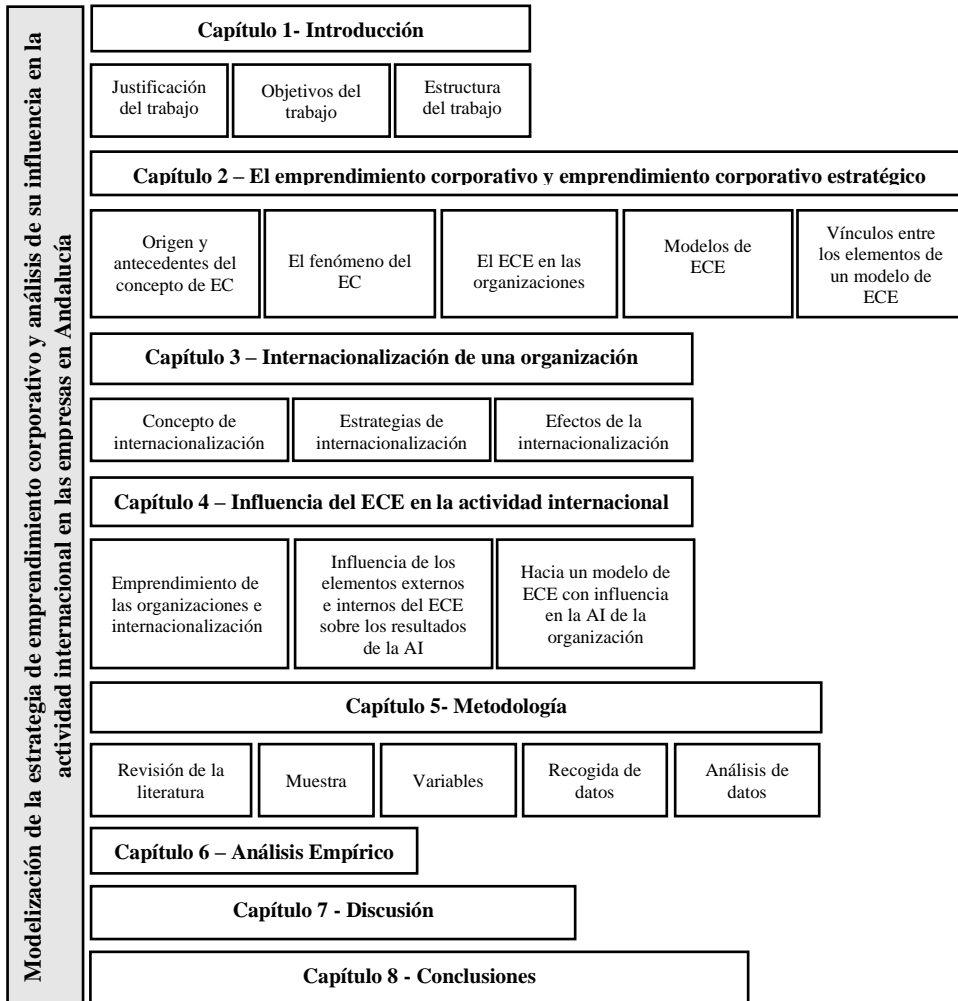 Modelización de la estrategia de emprendimiento corporativo y análisis de su influencia en la
actividad internacional en las empresas en Andalucía
Capítulo 1- Introducción
Justificación
del trabajo
Objetivos del
trabajo
Estructura
del trabajo
Capítulo 2 – El emprendimiento corporativo y emprendimiento corporativo estratégico
Origen y
antecedentes del
concepto de EC
El fenómeno del
EC
El ECE en las
organizaciones
Modelos de
ECE
Vínculos entre
los elementos de
un modelo de
ECE
Capítulo 3 – Internacionalización de una organización
Concepto de
internacionalización
Estrategias de
internacionalización
Efectos de la
internacionalización
Capítulo 4 – Influencia del ECE en la actividad internacional
Emprendimiento de
las organizaciones e
internacionalización
Influencia de los
elementos externos
e internos del ECE
sobre los resultados
de la AI
Hacia un modelo de
ECE con influencia
en la AI de la
organización
Capítulo 5- Metodología
Revisión de la
literatura
Muestra
Variables
Recogida de
datos
Análisis de
datos
Capítulo 6 – Análisis Empírico
Capítulo 7 - Discusión
Capítulo 8 - Conclusiones